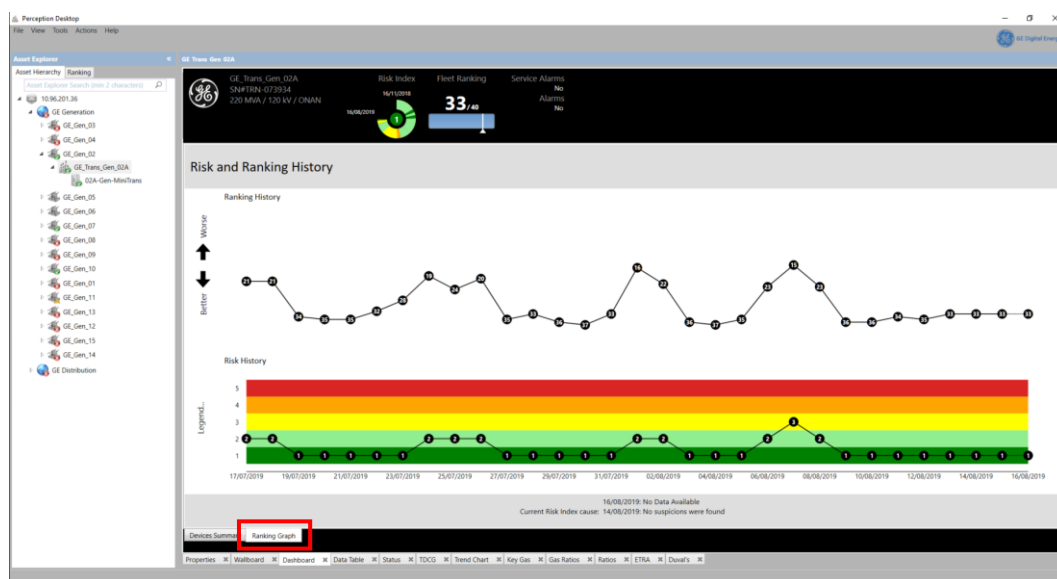 Perception Desktop
File View Tools Actions Help
GE Digital Energy
Asset Explorer
GE Trans Gen 02A
Asset Hierarchy Ranking
Asset Explorer Search (min 2 characters)
10.96.201.36
GE Generation
GE_Gen_03
GE_Gen_04
GE_Gen_02
GE_Trans_Gen_02A
02A-Gen-MiniTrans
GE_Gen_05
GE_Gen_06
GE_Gen_07
GE_Gen_08
GE_Gen_09
GE_Gen_10
GE_Gen_01
GE_Gen_11
GE_Gen_13
GE_Gen_12
GE_Gen_15
GE_Gen_14
GE Distribution
GE_Trans_Gen_02A
SN#TRN-073934
220 MVA / 120 kV / ONAN
Risk Index
16/11/2018
16/08/2019
1
Fleet Ranking
33/40
Service Alarms
No
Alarms
No
Risk and Ranking History
Ranking History
Worse
Better
21 21 34 35 35 32 28 19 24 20 35 33 36 37 33 16 22 36 37 35 23 15 23 36 36 34 35 33 33 33 33
Risk History
Legend...
5
4
3
2
1
2 2 1 1 1 1 1 2 2 2 1 1 1 1 1 2 2 1 1 1 2 3 2 1 1 1 1 1 1 1 1
17/07/2019 19/07/2019 21/07/2019 23/07/2019 25/07/2019 27/07/2019 29/07/2019 31/07/2019 02/08/2019 04/08/2019 06/08/2019 08/08/2019 10/08/2019 12/08/2019 14/08/2019 16/08/2019
16/08/2019: No Data Available
Current Risk Index cause: 14/08/2019: No suspicions were found
Devices Summar Ranking Graph
Properties Wallboard Dashboard Data Table Status TDCG Trend Chart Key Gas Gas Ratios Ratios ETRA Duval's